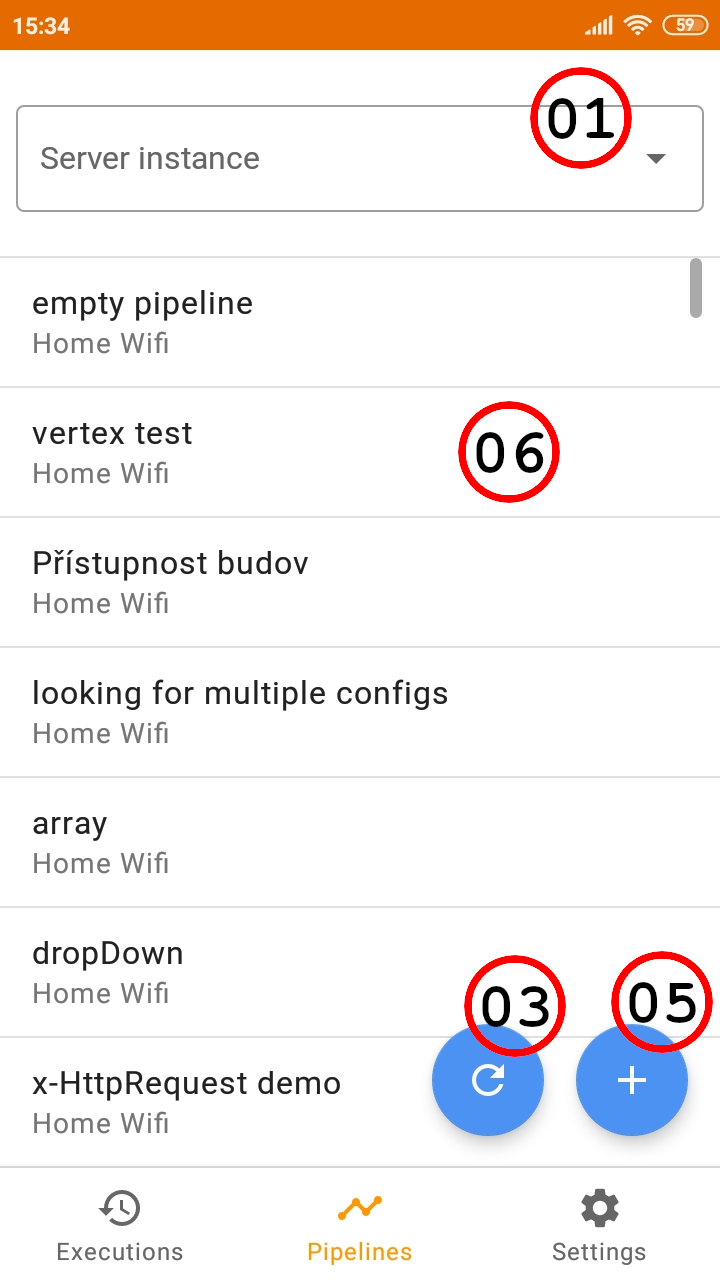 15:34
59
01
Server instance
empty pipeline
Home Wifi
vertex test
Home Wifi
06
Přístupnost budov
Home Wifi
looking for multiple configs
Home Wifi
array
Home Wifi
dropDown
Home Wifi
03
05
x-HttpRequest demo
Home Wifi
Executions
Pipelines
Settings